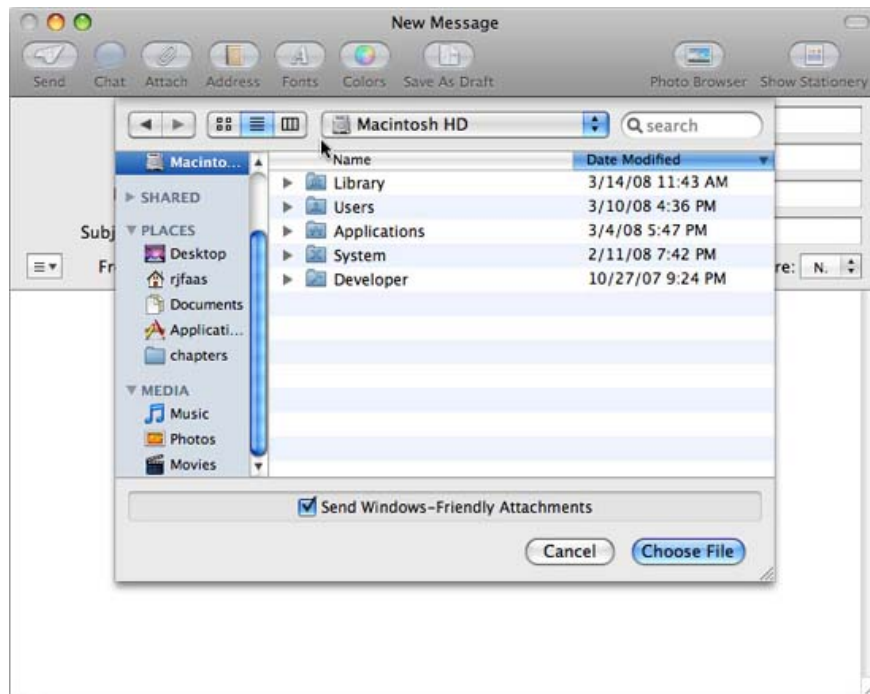 New Message
Send Chat Attach Address Fonts Colors Save As Draft Photo Browser Show Stationery
Macintosh HD search
Macinto... Name Date Modified
Library 3/14/08 11:43 AM
SHARED
Users 3/10/08 4:36 PM
Subj PLACES Applications 3/4/08 5:47 PM
Desktop System 2/11/08 7:42 PM
Fr rjfaas Developer 10/27/07 9:24 PM re: N.
Documents
Applicati...
chapters
MEDIA
Music
Photos
Movies
Send Windows-Friendly Attachments
Cancel Choose File